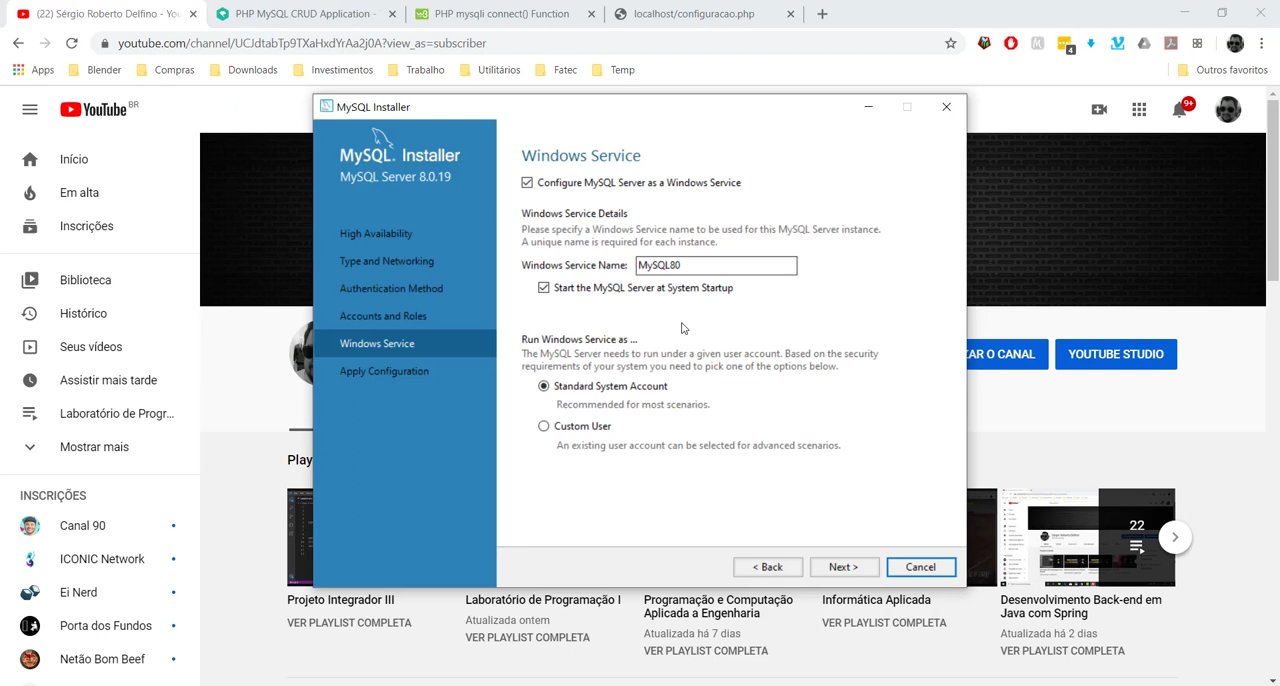 (22) Sérgio Roberto Delfino - You
PHP MySQL CRUD Application -
PHP mysqli connect() Function
localhost/configuracao.php
youtube.com/channel/UCJdtabTp9TXaHxdYrAa2j0A?view_as=subscriber
4
Apps
Blender
Compras
Downloads
Investimentos
Trabalho
Utilitários
Fatec
Temp
Outros favoritos
YouTube BR
9+
Início
Em alta
Inscrições
Biblioteca
Histórico
Seus vídeos
Assistir mais tarde
Laboratório de Progr...
Mostrar mais
INSCRIÇÕES
Canal 90
ICONIC Network
Ei Nerd
Porta dos Fundos
Netão Bom Beef
MySQL Installer
MySQL. Installer
MySQL Server 8.0.19
High Availability
Type and Networking
Authentication Method
Accounts and Roles
Windows Service
Apply Configuration
Windows Service
Configure MySQL Server as a Windows Service
Windows Service Details
Please specify a Windows Service name to be used for this MySQL Server instance.
A unique name is required for each instance.
Windows Service Name: MySQL80
Start the MySQL Server at System Startup
Run Windows Service as ...
The MySQL Server needs to run under a given user account. Based on the security
requirements of your system you need to pick one of the options below.
Standard System Account
Recommended for most scenarios.
Custom User
An existing user account can be selected for advanced scenarios.
< Back
Next >
Cancel
AR O CANAL
YOUTUBE STUDIO
Play
22
Projeto Integrador III
VER PLAYLIST COMPLETA
Laboratório de Programação I
Atualizada ontem
VER PLAYLIST COMPLETA
Programação e Computação
Aplicada a Engenharia
Atualizada há 7 dias
VER PLAYLIST COMPLETA
Informática Aplicada
VER PLAYLIST COMPLETA
Desenvolvimento Back-end em
Java com Spring
Atualizada há 2 dias
VER PLAYLIST COMPLETA